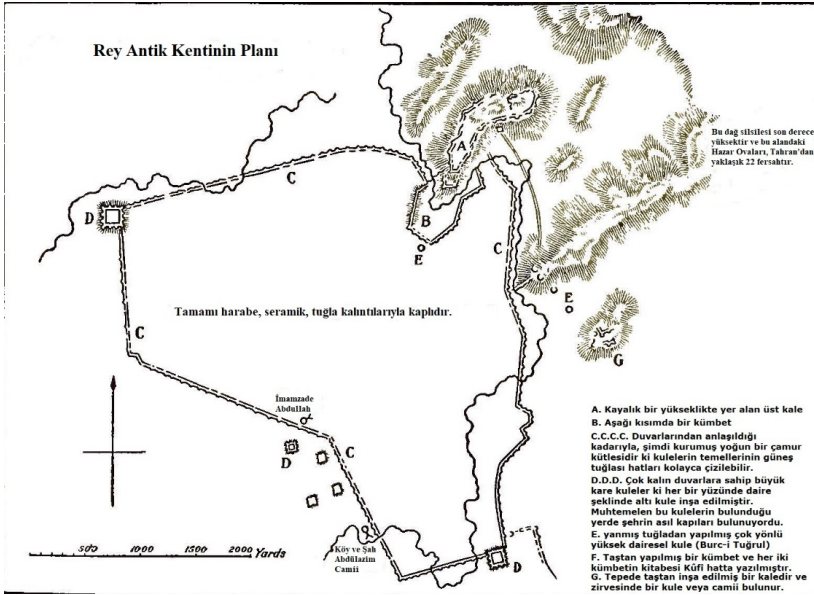 Rey Antik Kentinin Planı
Bu dağ silsilesi son derece
yüksektir ve bu alandaki
Hazar Ovaları, Tahran'dan
yaklaşık 22 fersahtır.
A
C
D
B
E
C
E
Tamamı harabe, seramik, tuğla kalıntılarıyla kaplıdır.
C
G
İmamzade
Abdullah
D
C
A. Kayalık bir yükseklikte yer alan üst kale
B. Aşağı kısımda bir kümbet
C.C.C.C. Duvarlarından anlaşıldığı
kadarıyla, şimdi kurumuş yoğun bir çamur
kütlesidir ki kulelerin temellerinin güneş
tuğlası hatları kolayca çizilebilir.
D.D.D. Çok kalın duvarlara sahip büyük
kare kuleler ki her bir yüzünde daire
şeklinde altı kule inşa edilmiştir.
Muhtemelen bu kulelerin bulunduğu
yerde şehrin asıl kapıları bulunuyordu.
E. yanmış tuğladan yapılmış çok yönlü
yüksek dairesel kule (Burc-i Tuğrul)
F. Taştan yapılmış bir kümbet ve her iki
kümbetin kitabesi Kûfi hatta yazılmıştır.
G. Tepede taştan inşa edilmiş bir kaledir ve
zirvesinde bir kule veya camii bulunur.
500 1000 1500 2000 Yards
Köy ve Şah
Abdülazim
Camii
D